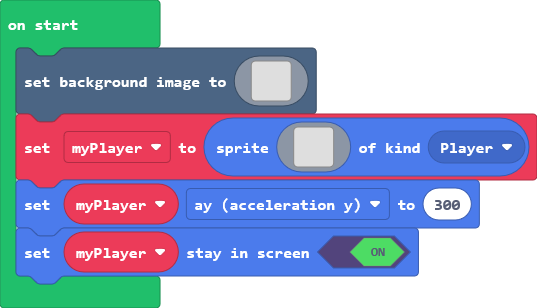 on start
set background image to
set myPlayer to sprite of kind Player
set myPlayer ay (acceleration y) to 300
set myPlayer stay in screen ON